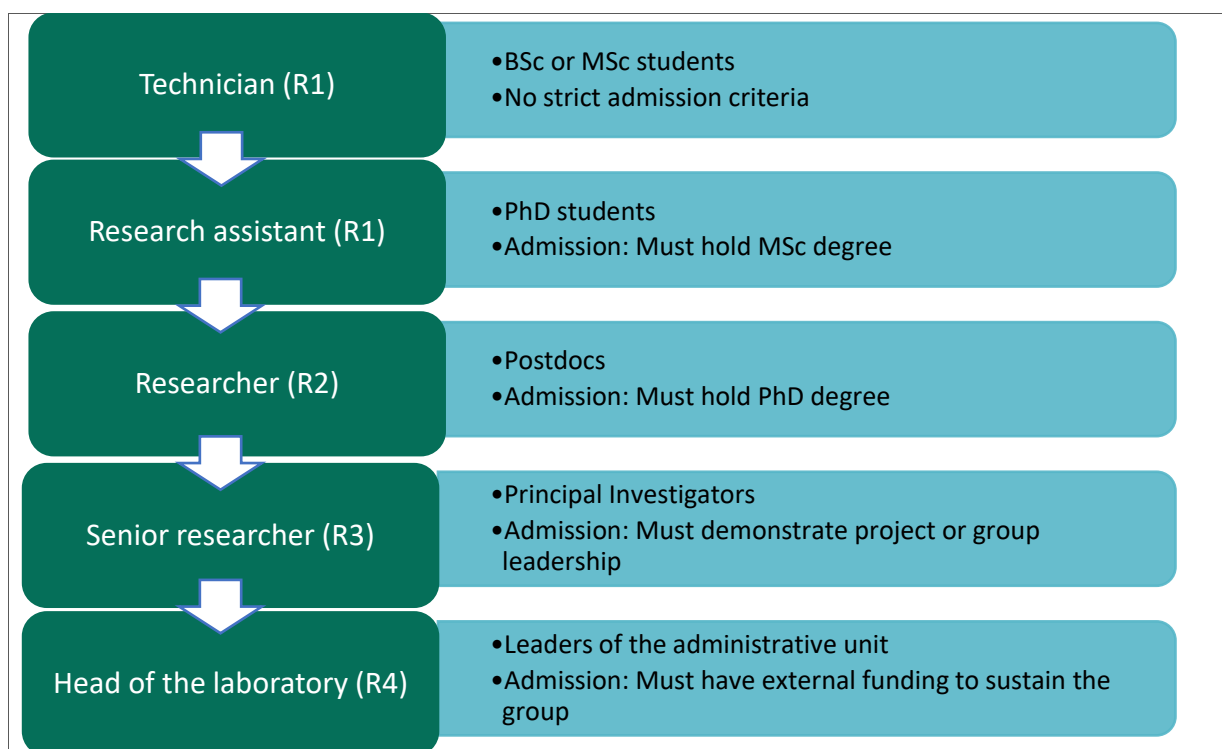 Technician (R1)
•BSc or MSc students
•No strict admission criteria
Research assistant (R1)
•PhD students
•Admission: Must hold MSc degree
Researcher (R2)
•Postdocs
•Admission: Must hold PhD degree
Senior researcher (R3)
•Principal Investigators
•Admission: Must demonstrate project or group
leadership
Head of the laboratory (R4)
•Leaders of the administrative unit
•Admission: Must have external funding to sustain the
group